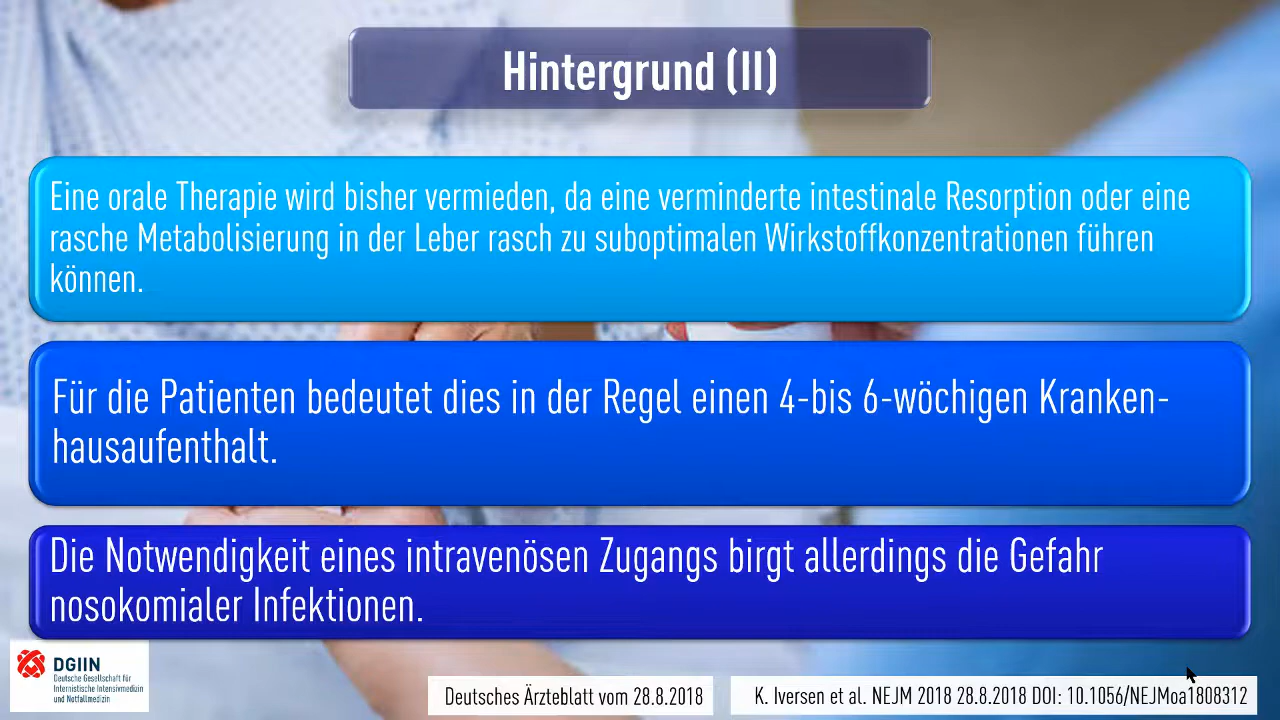 Hintergrund (II)
Eine orale Therapie wird bisher vermieden, da eine verminderte intestinale Resorption oder eine
rasche Metabolisierung in der Leber rasch zu suboptimalen Wirkstoffkonzentrationen führen
können.
Für die Patienten bedeutet dies in der Regel einen 4-bis 6-wöchigen Kranken-
hausaufenthalt.
Die Notwendigkeit eines intravenösen Zugangs birgt allerdings die Gefahr
nosokomialer Infektionen.
DGIIN
Deutsche Gesellschaft für
Internistische Intensivmedizin
und Notfallmedizin
Deutsches Ärzteblatt vom 28.8.2018
K. Iversen et al. NEJM 2018 28.8.2018 DOI: 10.1056/NEJMoa1808312